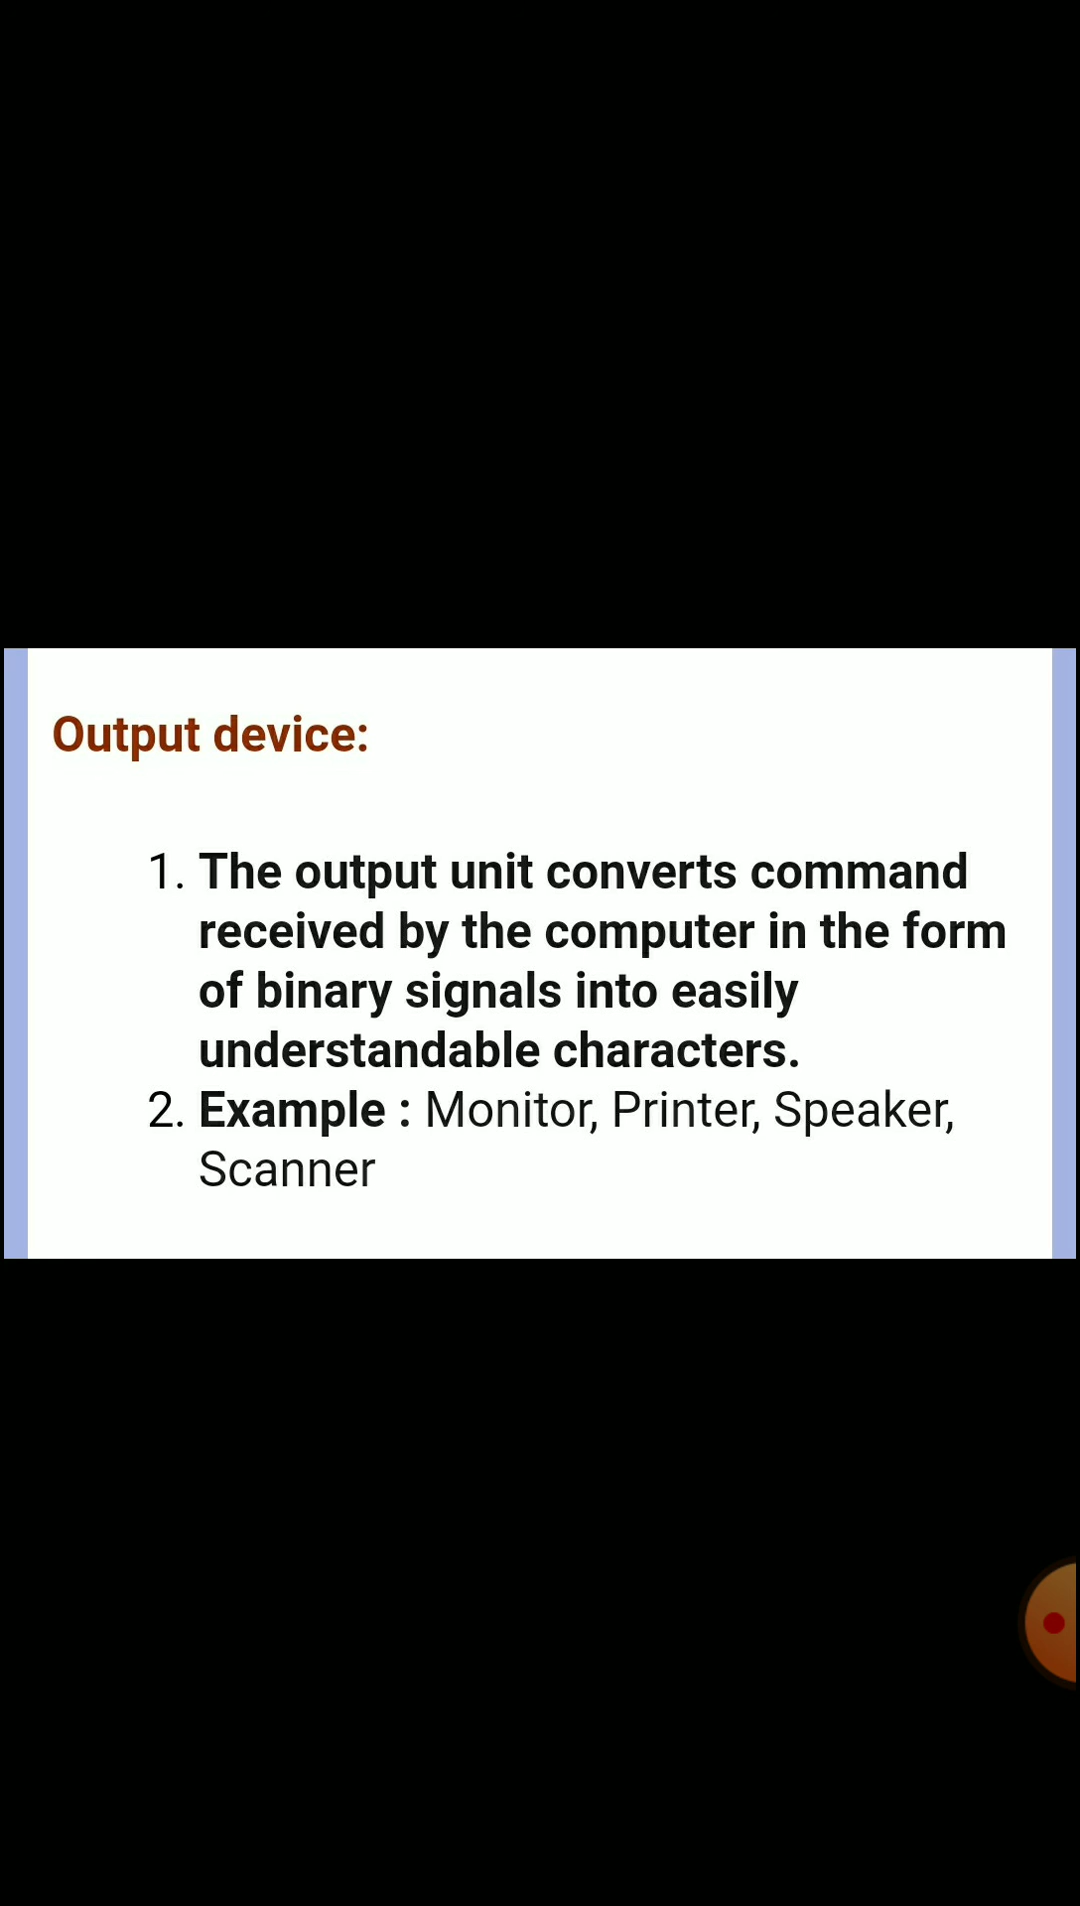 Output device:
1. The output unit converts command
received by the computer in the form
of binary signals into easily
understandable characters.
2. Example : Monitor, Printer, Speaker,
Scanner